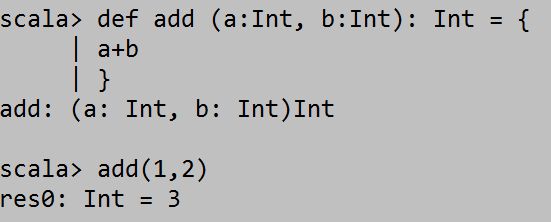 scala> def add (a:Int, b:Int): Int = {
     | a+b
     | }
add: (a: Int, b: Int)Int

scala> add(1,2)
res0: Int = 3